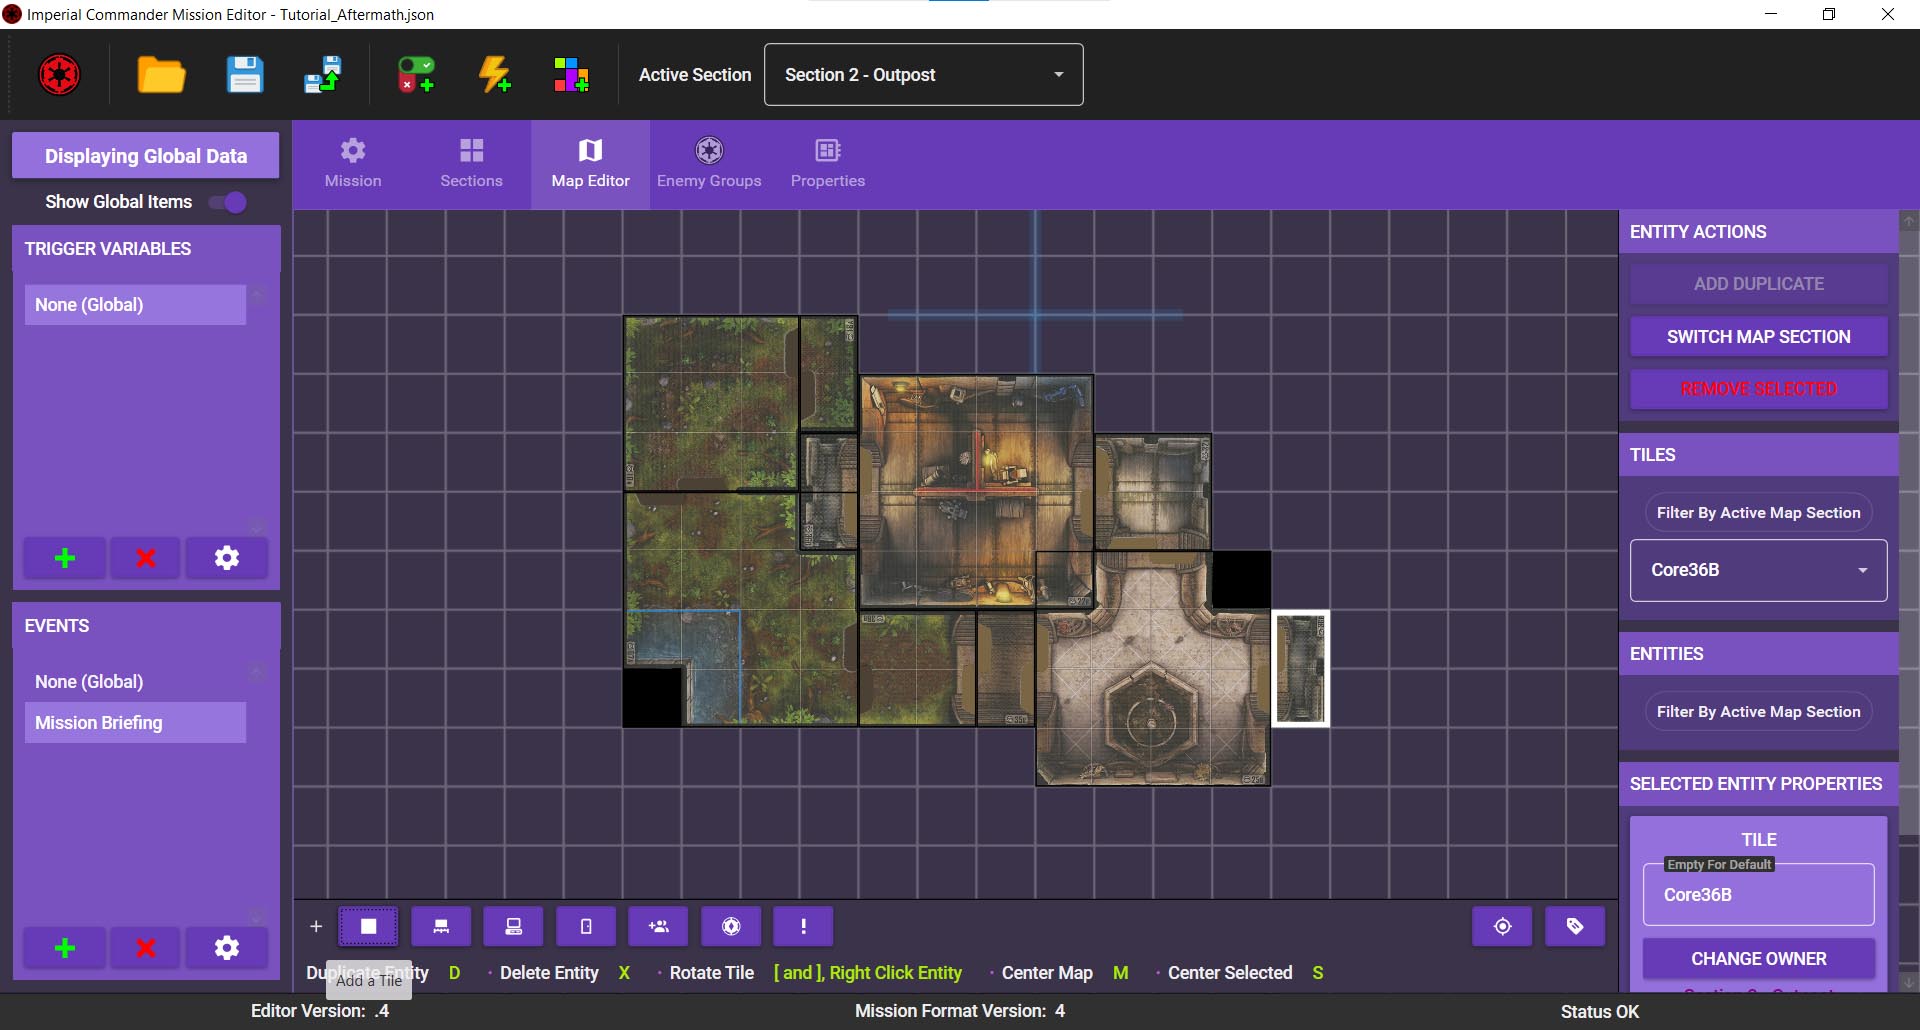 Imperial Commander Mission Editor - Tutorial_Aftermath.json
Active Section
Section 2 - Outpost
Displaying Global Data
Show Global Items
TRIGGER VARIABLES
None (Global)
EVENTS
None (Global)
Mission Briefing
Mission
Sections
Map Editor
Enemy Groups
Properties
ENTITY ACTIONS
ADD DUPLICATE
SWITCH MAP SECTION
REMOVE SELECTED
TILES
Filter By Active Map Section
Core36B
ENTITIES
Filter By Active Map Section
SELECTED ENTITY PROPERTIES
TILE
Empty For Default
Core36B
CHANGE OWNER
Duplicate Entity D · Delete Entity X · Rotate Tile [ and ], Right Click Entity · Center Map M · Center Selected S
Add a Tile
Editor Version: .4
Mission Format Version: 4
Status OK